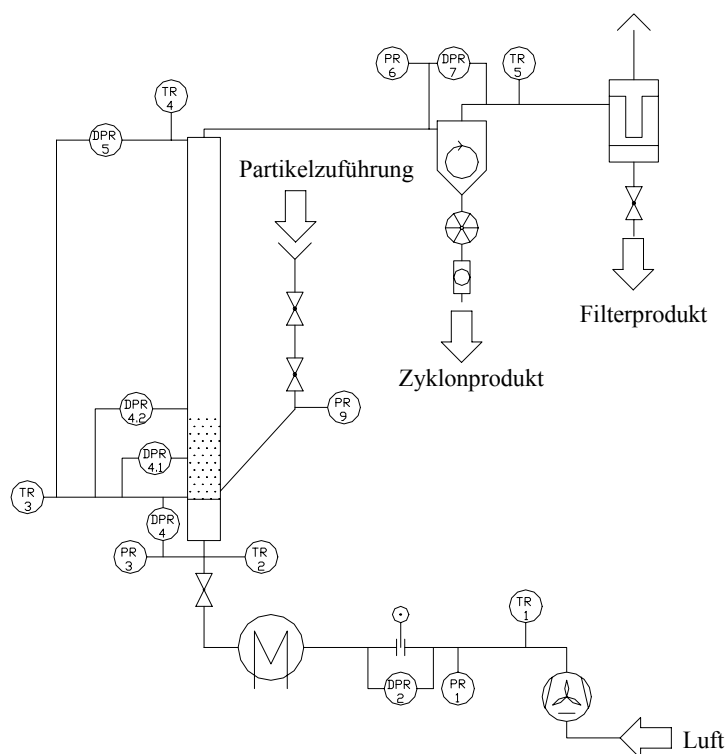 PR
6
DPR
7
TR
5
TR
4
DPR
5
Partikelzuführung
Filterprodukt
Zyklonprodukt
DPR
4.2
PR
9
DPR
4.1
TR
3
DPR
4
PR
3
TR
2
TR
1
DPR
2
PR
1
Luft